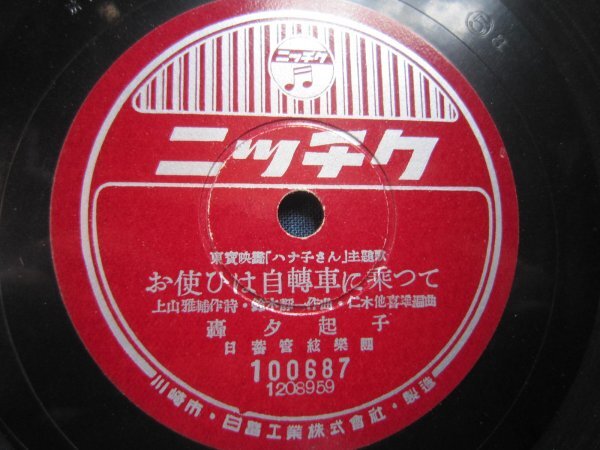 ニッチク
ニッチク
東寶映畫「ハナ子さん」主題歌
お使ひは自轉車に乗つて
上山雅輔作詩・鈴木靜一作曲・仁木他喜雄編曲
轟夕起子
日蓄管絃樂團
100687
1208959
川崎市・日蓄工業株式會社・製造